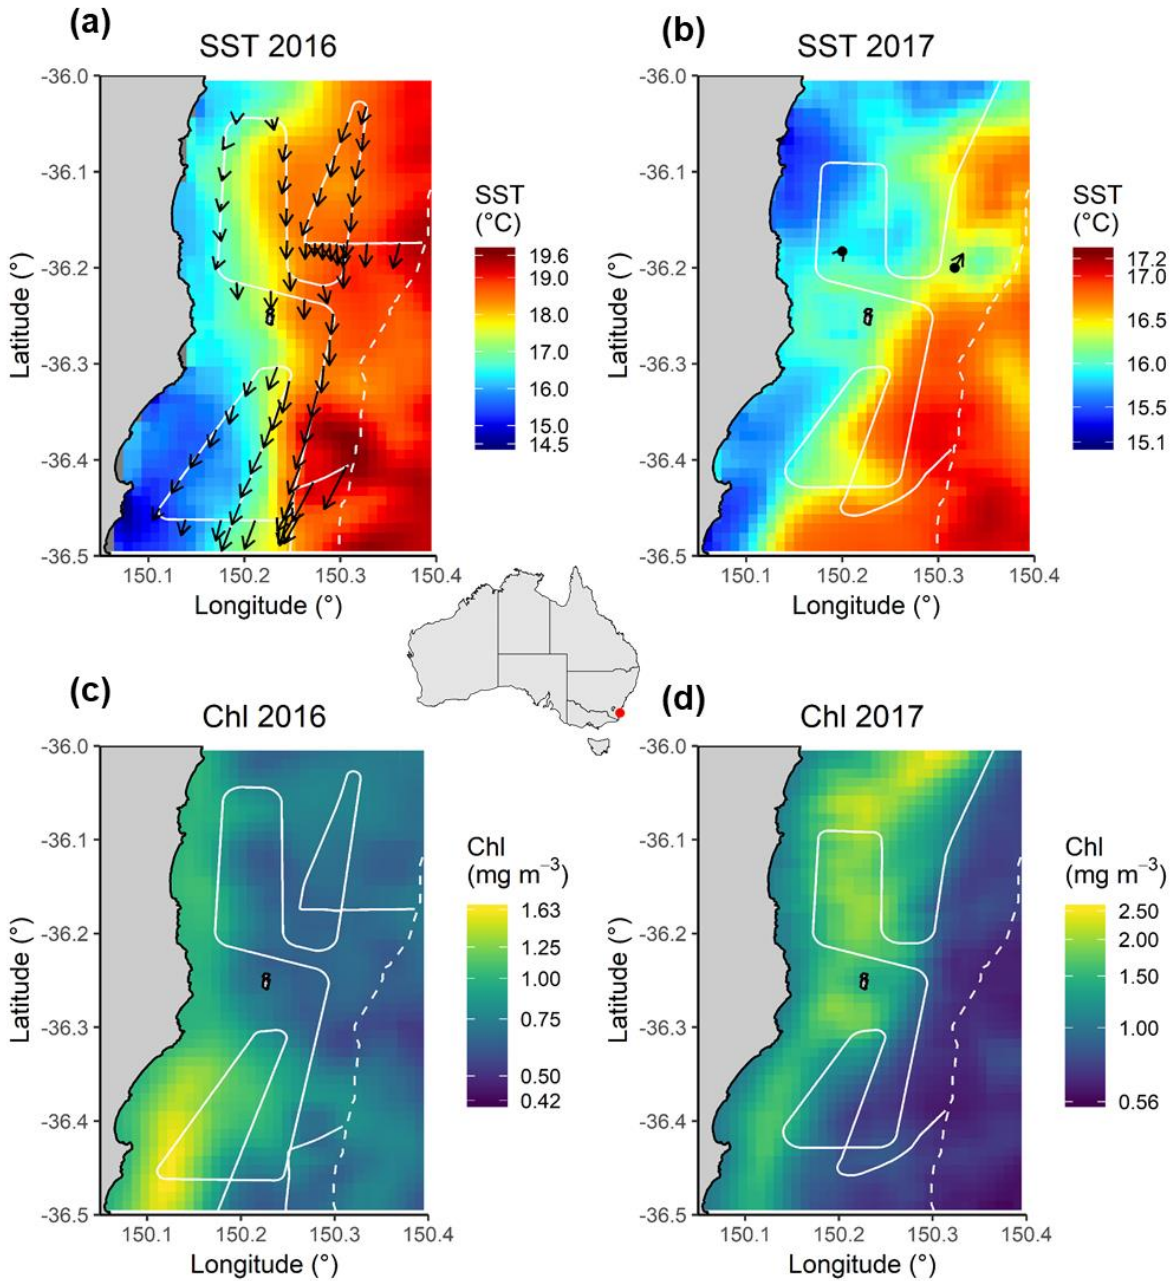 (a)
SST 2016
-36.0
-36.1
-36.2
-36.3
-36.4
-36.5
Latitude (°)
150.1
150.2
150.3
150.4
Longitude (°)
SST
(°C)
19.6
19.0
18.0
17.0
16.0
15.0
14.5
(b)
SST 2017
-36.0
-36.1
-36.2
-36.3
-36.4
-36.5
Latitude (°)
150.1
150.2
150.3
150.4
Longitude (°)
SST
(°C)
17.2
17.0
16.5
16.0
15.5
15.1
(c)
Chl 2016
-36.0
-36.1
-36.2
-36.3
-36.4
-36.5
Latitude (°)
150.1
150.2
150.3
150.4
Longitude (°)
Chl
(mg m⁻³)
1.63
1.25
1.00
0.75
0.50
0.42
(d)
Chl 2017
-36.0
-36.1
-36.2
-36.3
-36.4
-36.5
Latitude (°)
150.1
150.2
150.3
150.4
Longitude (°)
Chl
(mg m⁻³)
2.50
2.00
1.50
1.00
0.56